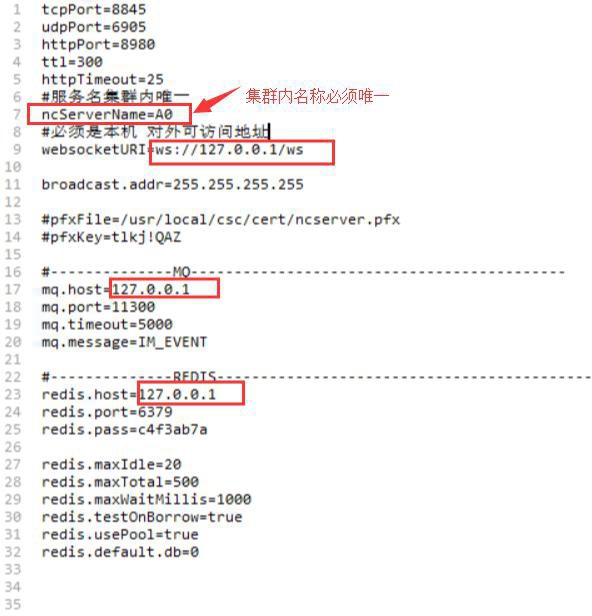 1 tcpPort=8845
2 udpPort=6905
3 httpPort=8980
4 ttl=300
5 httpTimeout=25
6 #服务名集群内唯一
集群内名称必须唯一
7 ncServerName=A0
8 #必须是本机 对外可访问地址
9 websocketURI=ws://127.0.0.1/ws
10
11 broadcast.addr=255.255.255.255
12
13 #pfxFile=/usr/local/csc/cert/ncserver.pfx
14 #pfxKey=tlkj!QAZ
15
16 #--------------MQ-------------------------------------------
17 mq.host=127.0.0.1
18 mq.port=11300
19 mq.timeout=5000
20 mq.message=IM_EVENT
21
22 #--------------REDIS-------------------------------------------
23 redis.host=127.0.0.1
24 redis.port=6379
25 redis.pass=c4f3ab7a
26
27 redis.maxIdle=20
28 redis.maxTotal=500
29 redis.maxWaitMillis=1000
30 redis.testOnBorrow=true
31 redis.usePool=true
32 redis.default.db=0
33
34
35